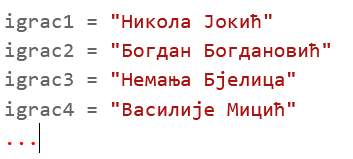 igrac1 = "Никола Јокић"
igrac2 = "Богдан Богдановић"
igrac3 = "Немања Бјелица"
igrac4 = "Василије Мицић"
...